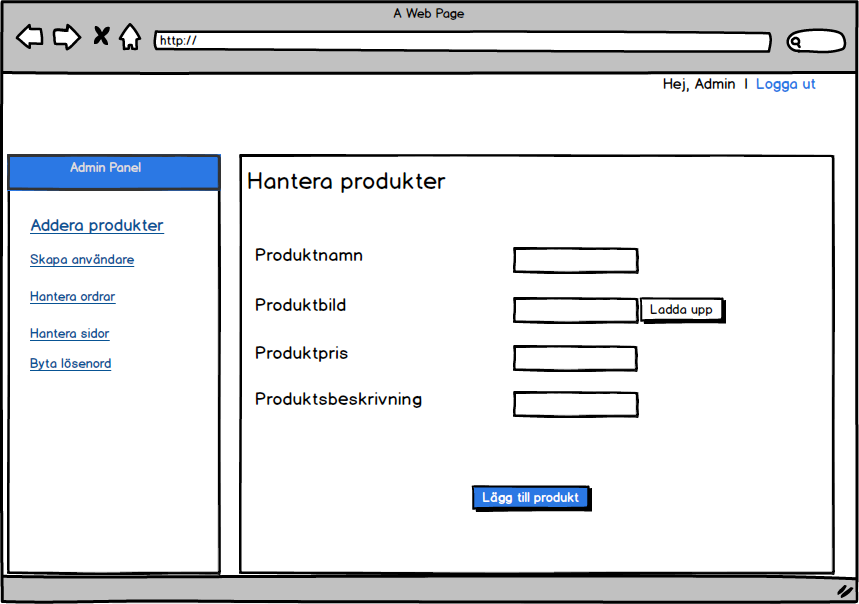 A Web Page
http://
Hej, Admin | Logga ut
Admin Panel
Addera produkter
Skapa användare
Hantera ordrar
Hantera sidor
Byta lösenord
Hantera produkter
Produktnamn
Produktbild
Ladda upp
Produktpris
Produktsbeskrivning
Lägg till produkt